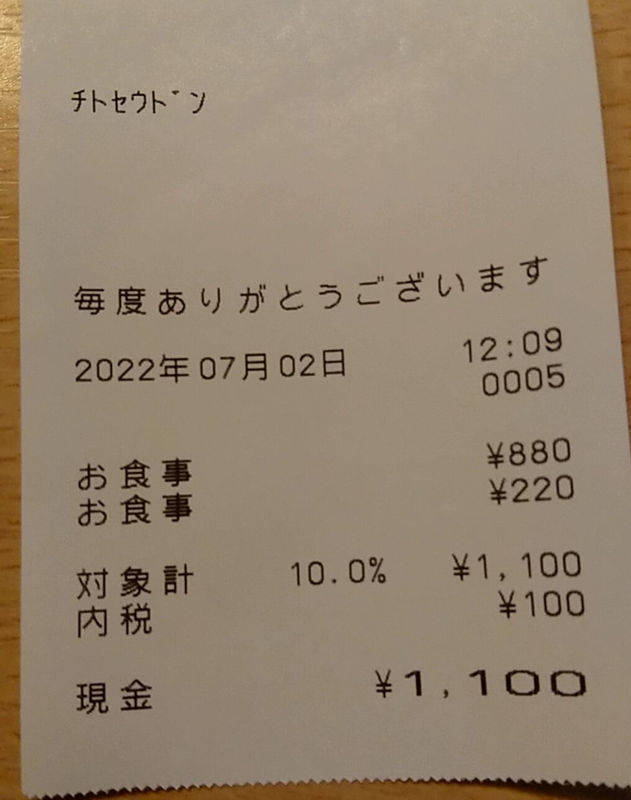 ﾁﾄｾｳﾄﾞﾝ
毎度ありがとうございます
2022年07月02日 12:09
0005
お食事 ¥880
お食事 ¥220
対象計 10.0% ¥1,100
内税 ¥100
現金 ¥1,100